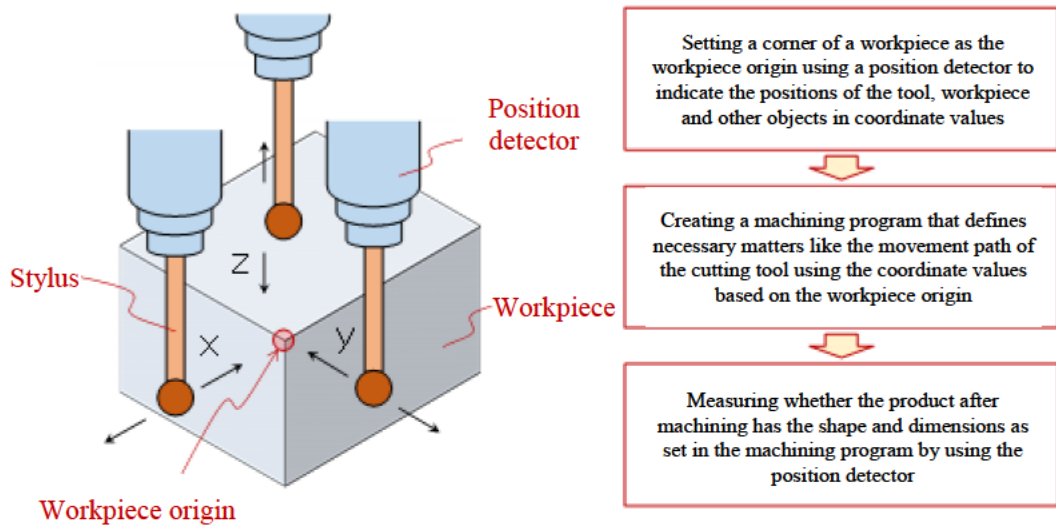 Position
detector
Stylus
Z
Workpiece
X
y
Workpiece origin
Setting a corner of a workpiece as the
workpiece origin using a position detector to
indicate the positions of the tool, workpiece
and other objects in coordinate values
Creating a machining program that defines
necessary matters like the movement path of
the cutting tool using the coordinate values
based on the workpiece origin
Measuring whether the product after
machining has the shape and dimensions as
set in the machining program by using the
position detector